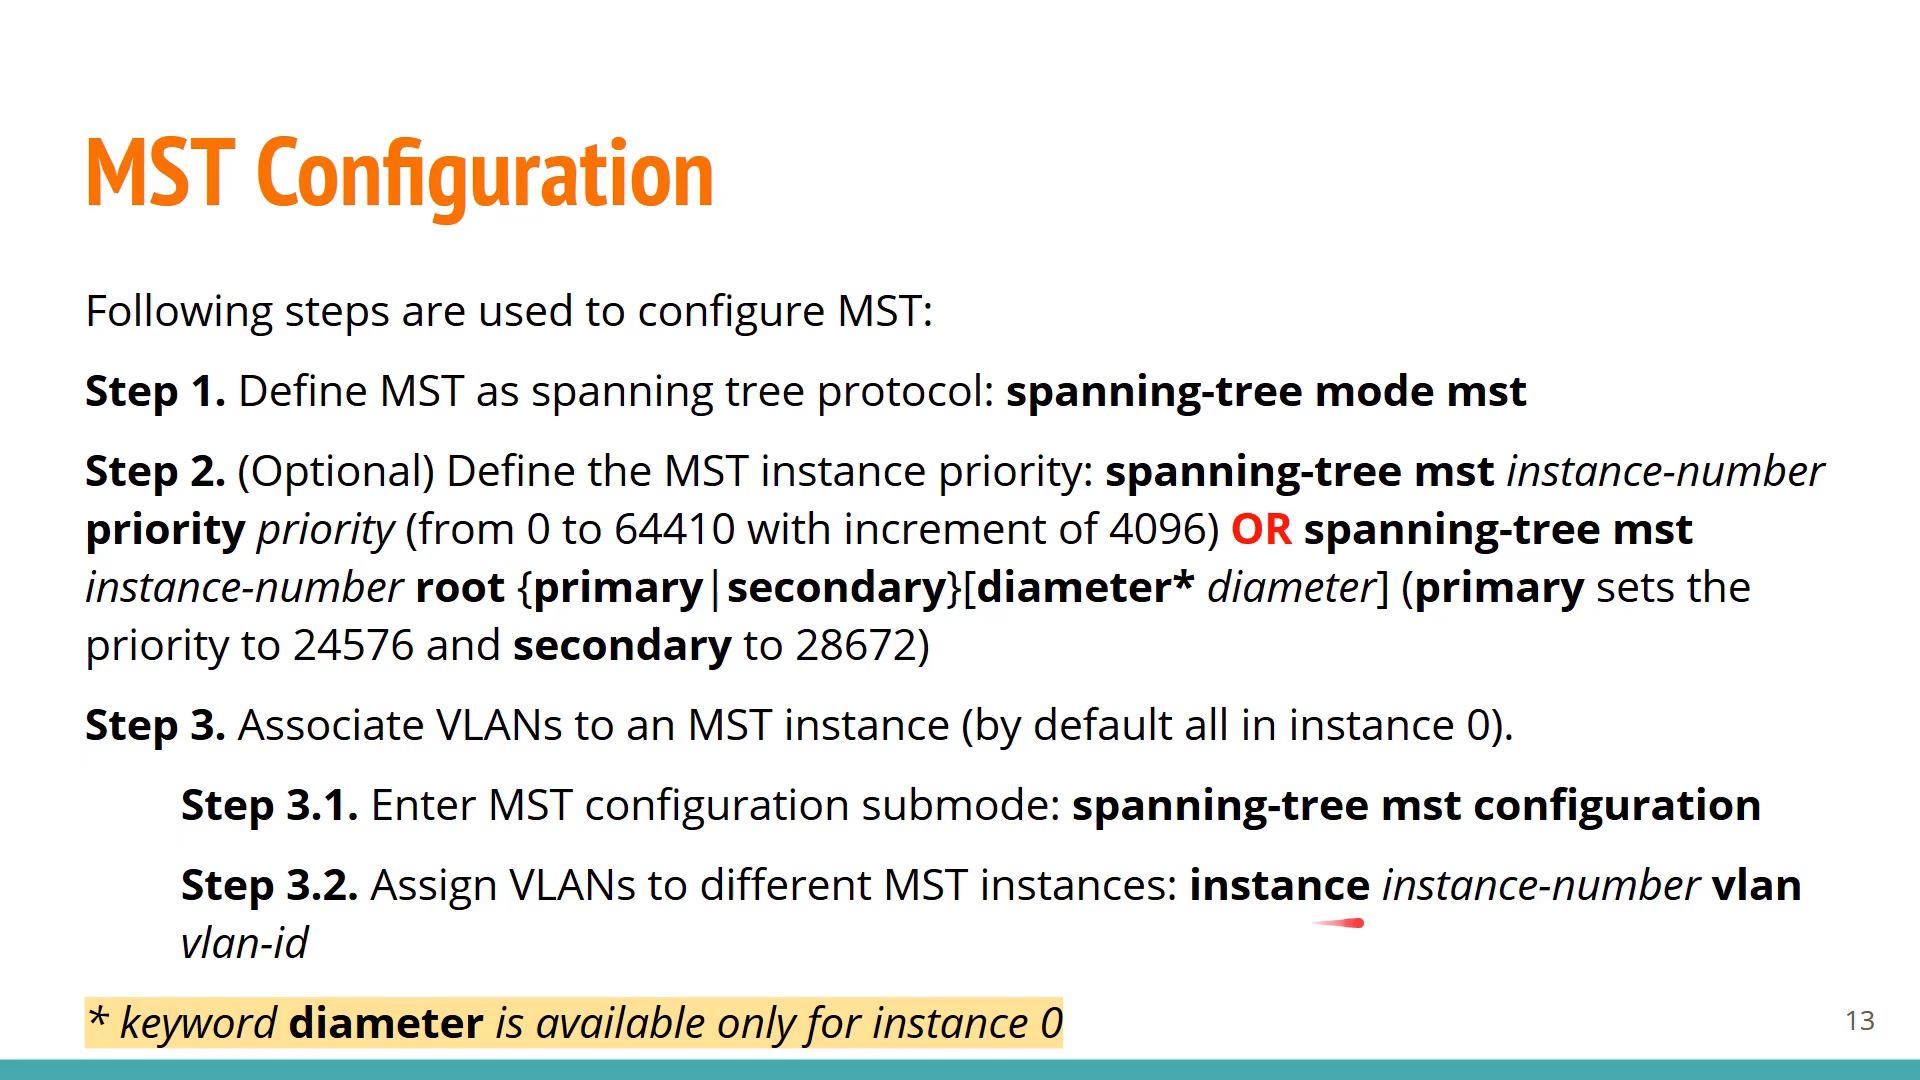 MST Configuration
Following steps are used to configure MST:
Step 1. Define MST as spanning tree protocol: spanning-tree mode mst
Step 2. (Optional) Define the MST instance priority: spanning-tree mst instance-number
priority priority (from 0 to 64410 with increment of 4096) OR spanning-tree mst
instance-number root {primary|secondary}[diameter* diameter] (primary sets the
priority to 24576 and secondary to 28672)
Step 3. Associate VLANs to an MST instance (by default all in instance 0).
Step 3.1. Enter MST configuration submode: spanning-tree mst configuration
Step 3.2. Assign VLANs to different MST instances: instance instance-number vlan
vlan-id
* keyword diameter is available only for instance 0
13